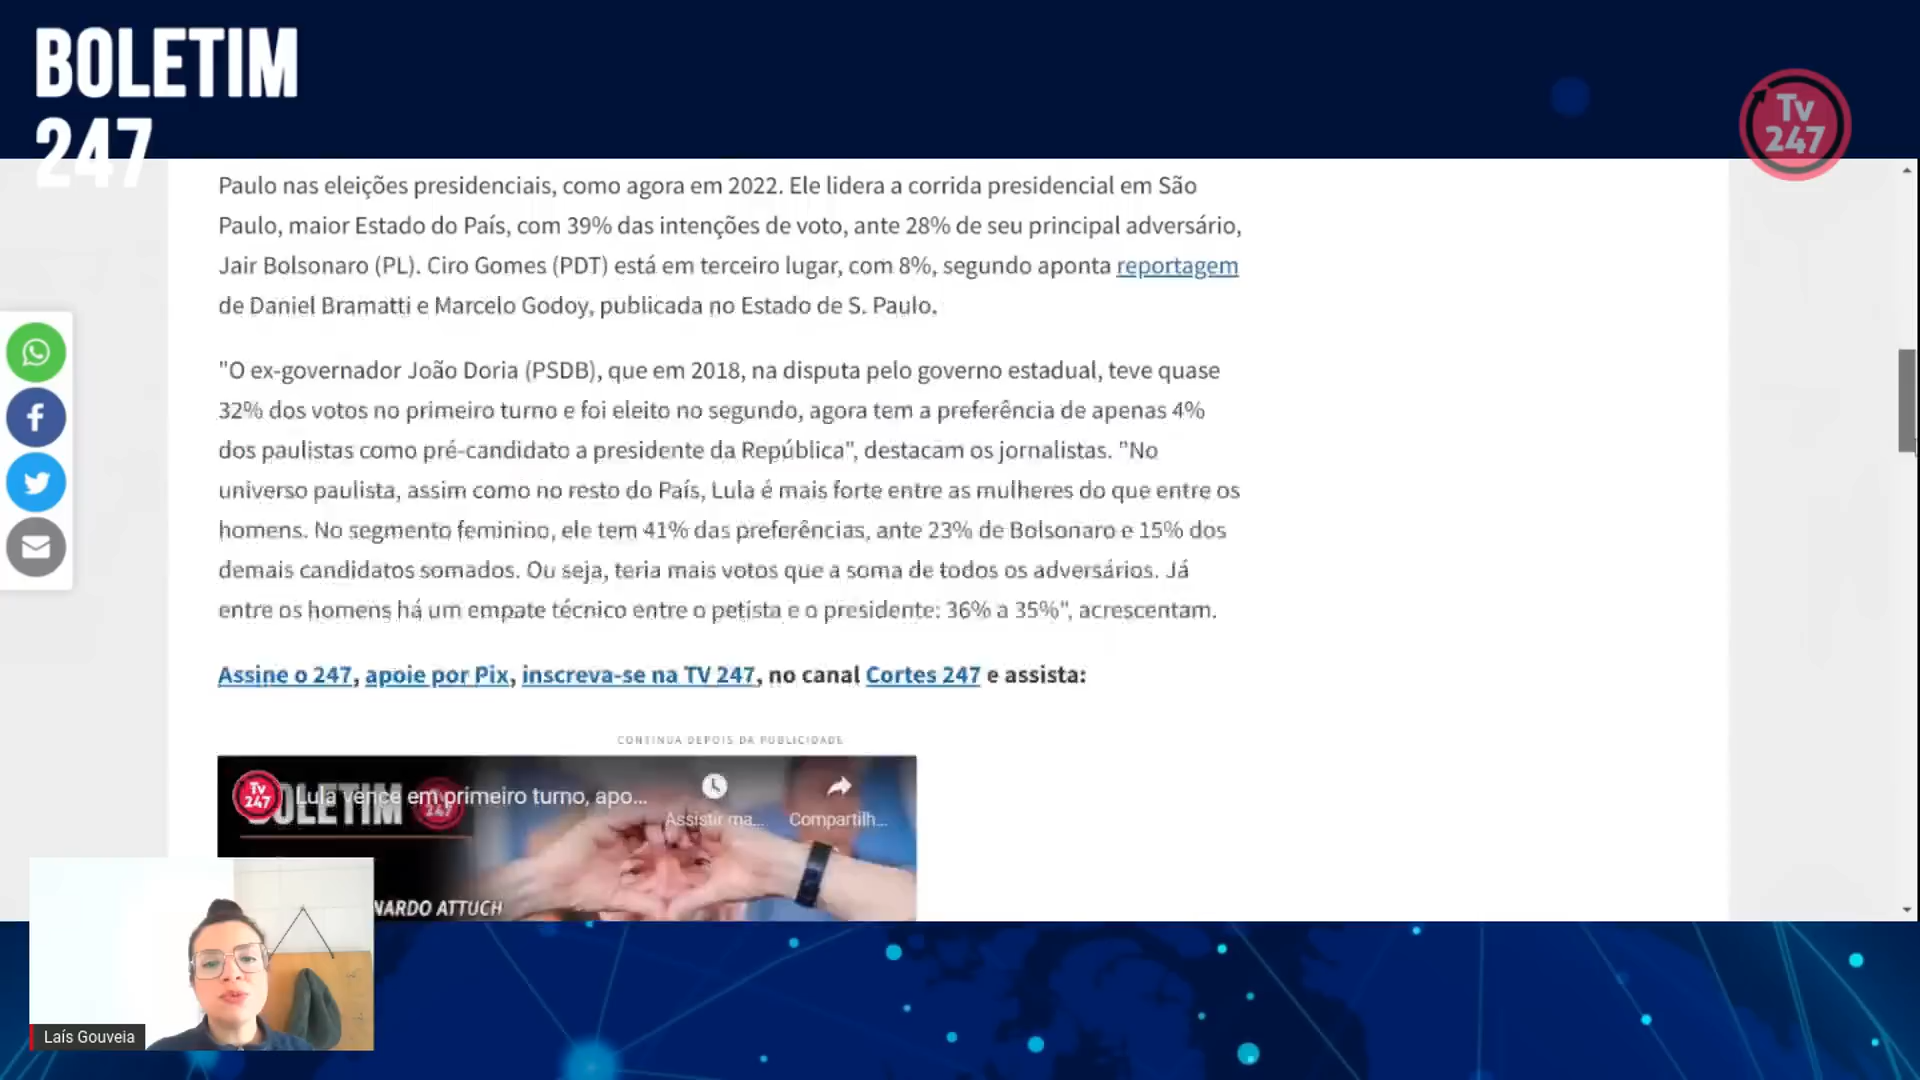 BOLETIM
247
Tv
247
Paulo nas eleições presidenciais, como agora em 2022. Ele lidera a corrida presidencial em São
Paulo, maior Estado do País, com 39% das intenções de voto, ante 28% de seu principal adversário,
Jair Bolsonaro (PL). Ciro Gomes (PDT) está em terceiro lugar, com 8%, segundo aponta reportagem
de Daniel Bramatti e Marcelo Godoy, publicada no Estado de S. Paulo.
"O ex-governador João Doria (PSDB), que em 2018, na disputa pelo governo estadual, teve quase
32% dos votos no primeiro turno e foi eleito no segundo, agora tem a preferência de apenas 4%
dos paulistas como pré-candidato a presidente da República", destacam os jornalistas. "No
universo paulista, assim como no resto do País, Lula é mais forte entre as mulheres do que entre os
homens. No segmento feminino, ele tem 41% das preferências, ante 23% de Bolsonaro e 15% dos
demais candidatos somados. Ou seja, teria mais votos que a soma de todos os adversários. Já
entre os homens há um empate técnico entre o petista e o presidente: 36% a 35%", acrescentam.
Assine o 247, apoie por Pix, inscreva-se na TV 247, no canal Cortes 247 e assista:
CONTINUA DEPOIS DA PUBLICIDADE
Tv
247
Lula vence em primeiro turno, apo...
OLETIM
247
Assistir ma...
Compartilh...
NARDO ATTUCH
Laís Gouveia